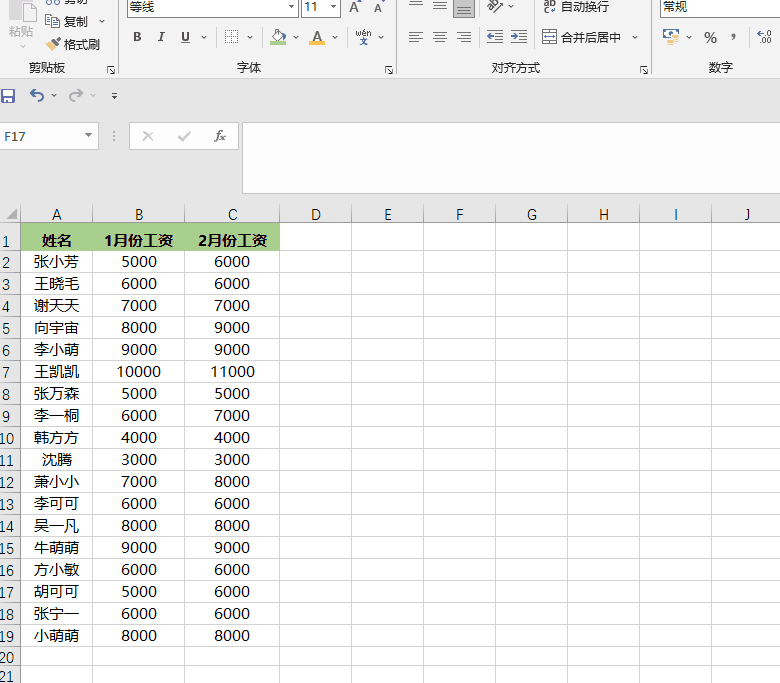 剪切
等线 11 A A
ab c 自动换行
常规
粘贴
复制
格式刷
B I U A wén 文
合并后居中
% , .00
剪贴板 字体 对齐方式 数字
F17 fx
A B C D E F G H I J
1 姓名 1月份工资 2月份工资
2 张小芳 5000 6000
3 王晓毛 6000 6000
4 谢天天 7000 7000
5 向宇宙 8000 9000
6 李小萌 9000 9000
7 王凯凯 10000 11000
8 张万森 5000 5000
9 李一桐 6000 7000
10 韩方方 4000 4000
11 沈腾 3000 3000
12 萧小小 7000 8000
13 李可可 6000 6000
14 吴一凡 8000 8000
15 牛萌萌 9000 9000
16 方小敏 6000 6000
17 胡可可 5000 6000
18 张宁一 6000 6000
19 小萌萌 8000 8000
20
21